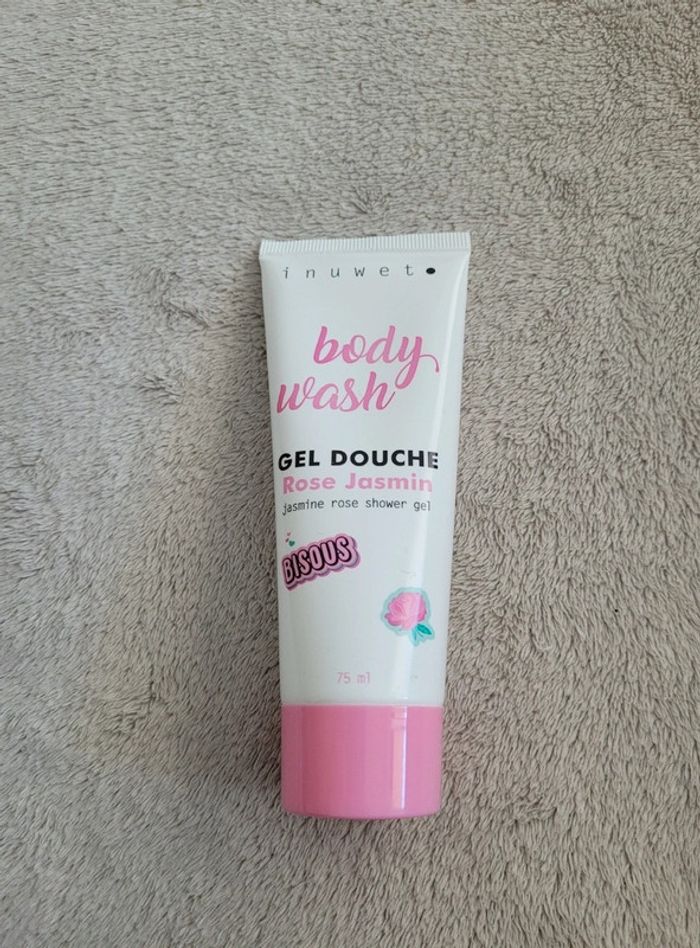 inuwet
body
wash
GEL DOUCHE
Rose Jasmin
jasmine rose shower gel
BISOUS
75 ml